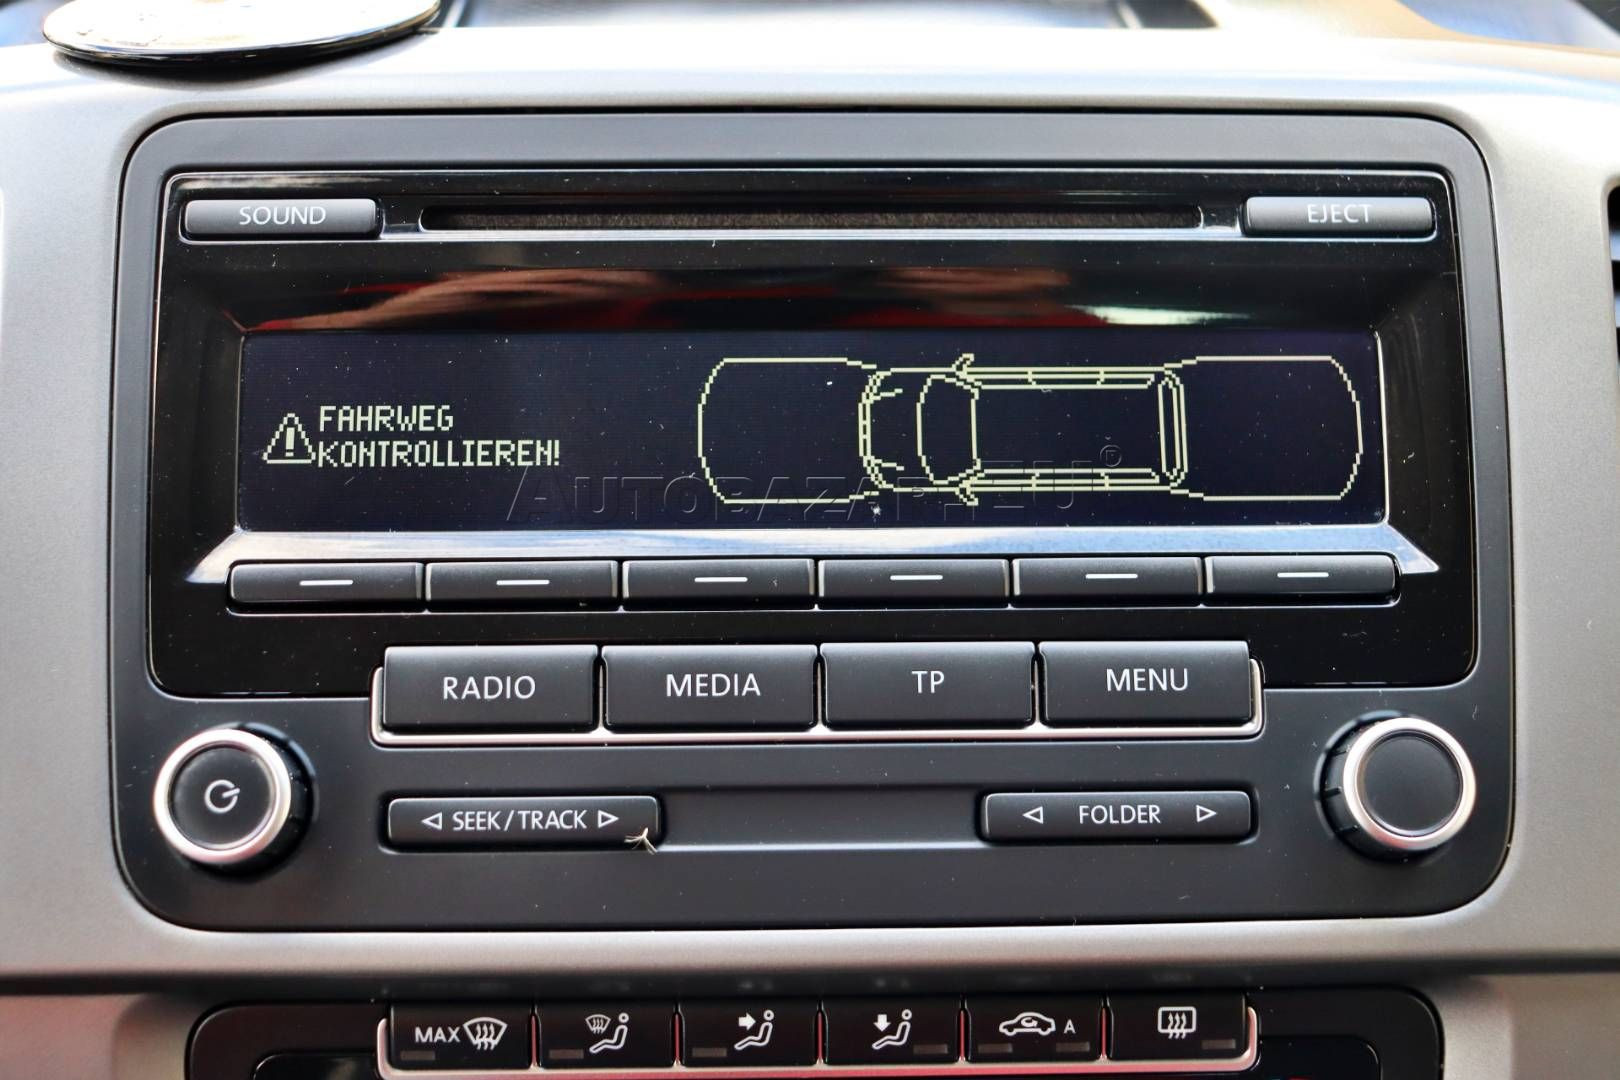 SOUND
EJECT
FAHRWEG
KONTROLLIEREN!
AUTOBAZAR.EU
RADIO
MEDIA
TP
MENU
SEEK/TRACK
FOLDER
MAX
A